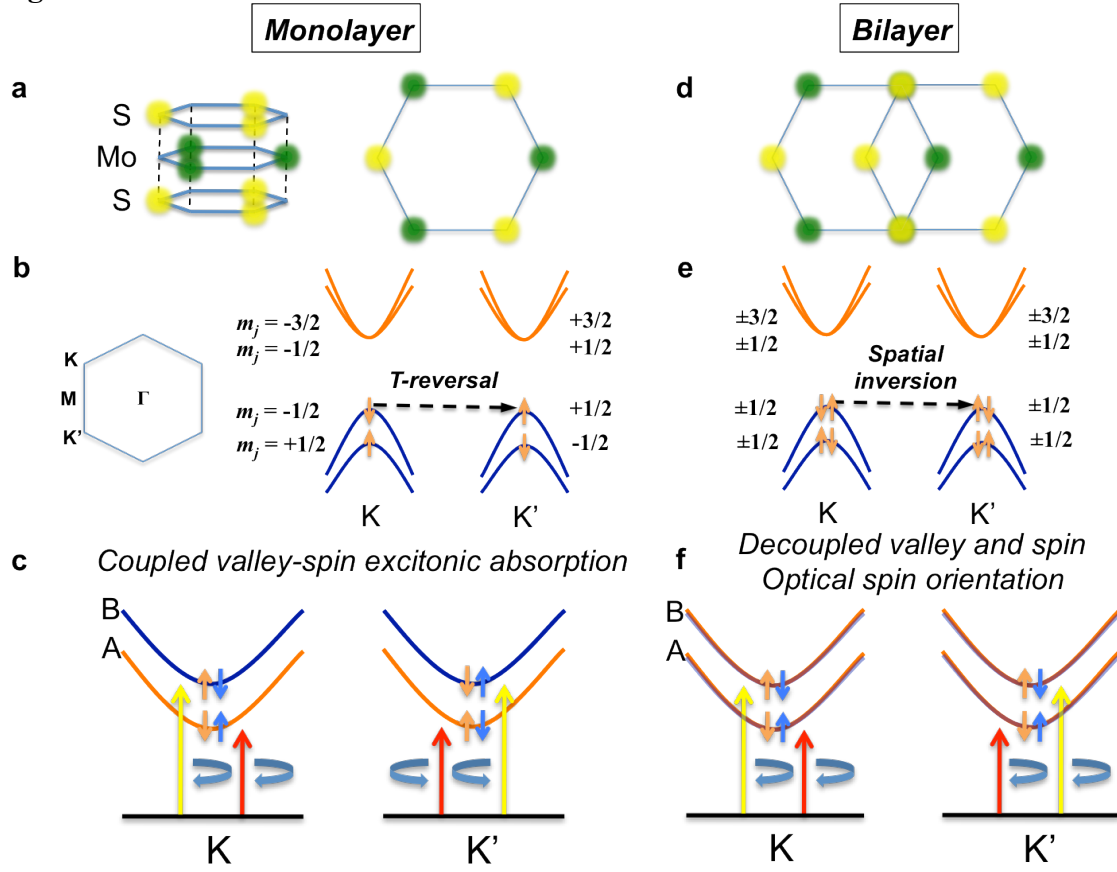 Monolayer
Bilayer
a
S
Mo
S
d
b
K
M
Γ
K’
m_j = -3/2
m_j = -1/2
+3/2
+1/2
T-reversal
m_j = -1/2
m_j = +1/2
+1/2
-1/2
K
K’
e
±3/2
±1/2
±3/2
±1/2
Spatial
inversion
±1/2
±1/2
±1/2
±1/2
K
K’
c
Coupled valley-spin excitonic absorption
B
A
K
K’
f
Decoupled valley and spin
Optical spin orientation
B
A
K
K’